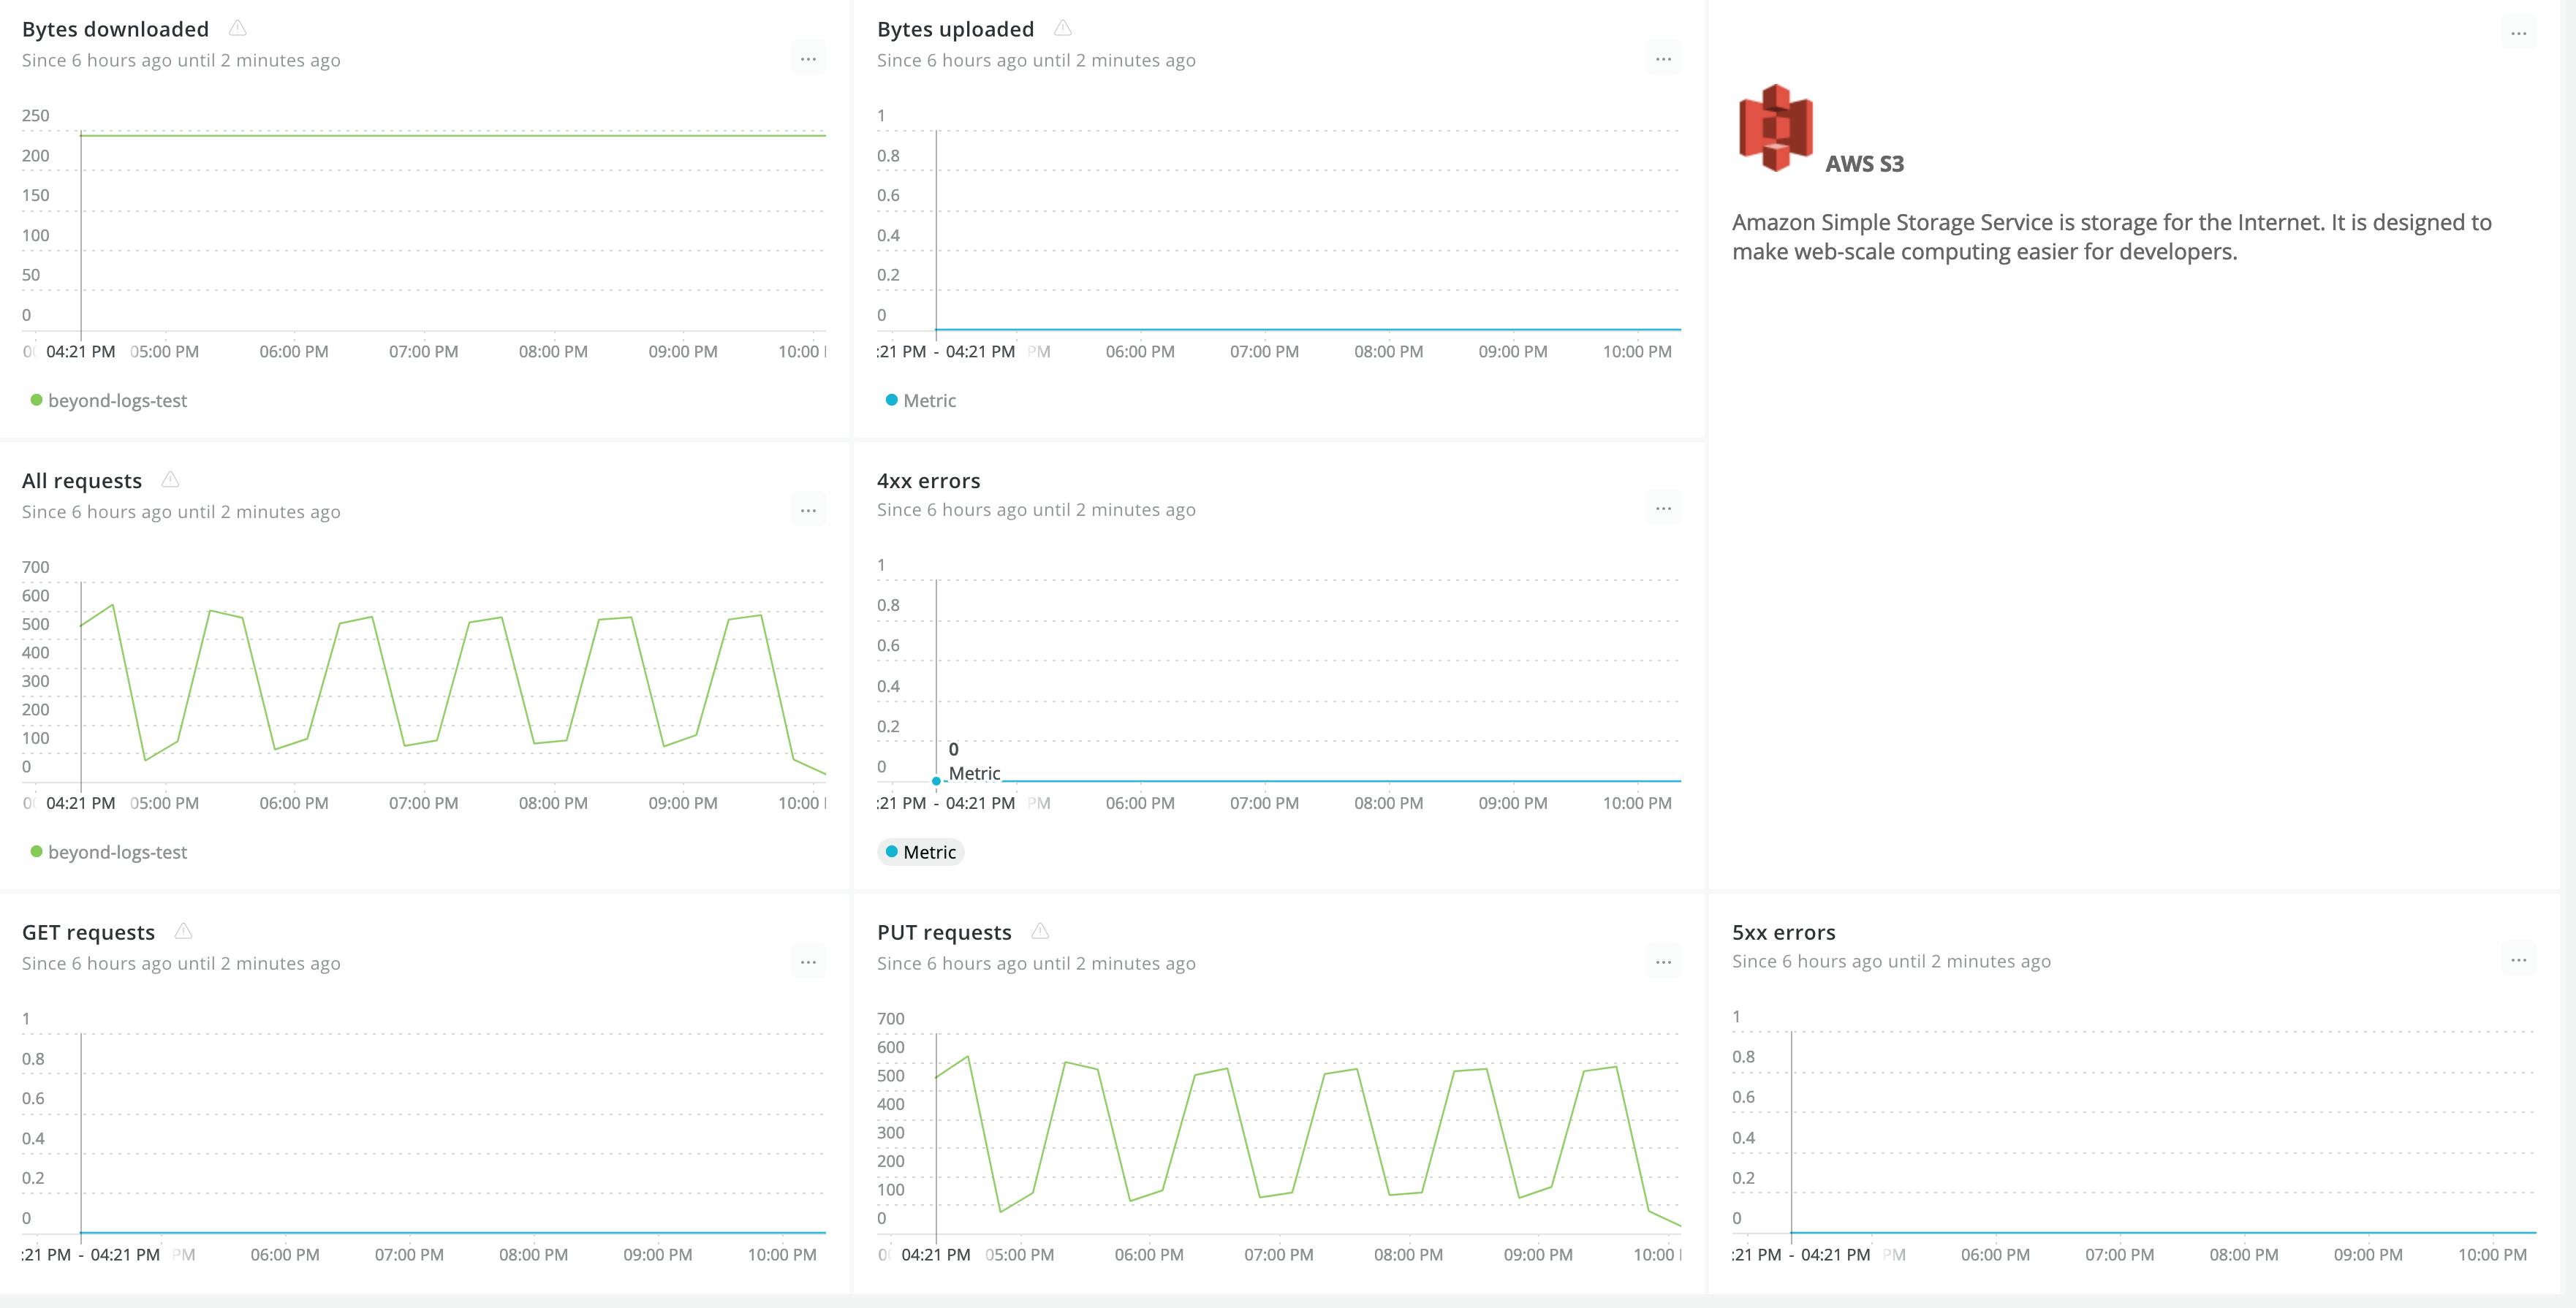 Bytes downloaded
Since 6 hours ago until 2 minutes ago
...
250
200
150
100
50
0
04:21 PM 05:00 PM 06:00 PM 07:00 PM 08:00 PM 09:00 PM 10:00
beyond-logs-test
Bytes uploaded
Since 6 hours ago until 2 minutes ago
...
1
0.8
0.6
0.4
0.2
0
:21 PM - 04:21 PM PM 06:00 PM 07:00 PM 08:00 PM 09:00 PM 10:00 PM
Metric
...
AWS S3
Amazon Simple Storage Service is storage for the Internet. It is designed to
make web-scale computing easier for developers.
All requests
Since 6 hours ago until 2 minutes ago
...
700
600
500
400
300
200
100
0
04:21 PM 05:00 PM 06:00 PM 07:00 PM 08:00 PM 09:00 PM 10:00
beyond-logs-test
4xx errors
Since 6 hours ago until 2 minutes ago
...
1
0.8
0.6
0.4
0.2
0
0
Metric
:21 PM - 04:21 PM PM 06:00 PM 07:00 PM 08:00 PM 09:00 PM 10:00 PM
Metric
GET requests
Since 6 hours ago until 2 minutes ago
...
1
0.8
0.6
0.4
0.2
0
:21 PM - 04:21 PM PM 06:00 PM 07:00 PM 08:00 PM 09:00 PM 10:00 PM
PUT requests
Since 6 hours ago until 2 minutes ago
...
700
600
500
400
300
200
100
0
04:21 PM 05:00 PM 06:00 PM 07:00 PM 08:00 PM 09:00 PM 10:00
5xx errors
Since 6 hours ago until 2 minutes ago
...
1
0.8
0.6
0.4
0.2
0
:21 PM - 04:21 PM PM 06:00 PM 07:00 PM 08:00 PM 09:00 PM 10:00 PM